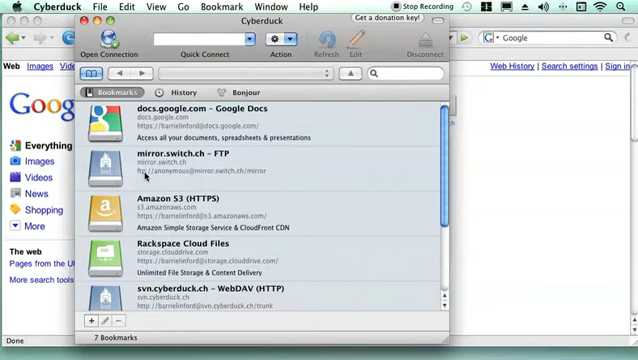 Cyberduck File Edit View Go Bookmark Window Help Stop Recording
Cyberduck
Get a donation key!
Open Connection Quick Connect Action Refresh Edit Disconnect
Google
Web Images Vide
Web History | Search settings | Sign in
Bookmarks History Bonjour
Goo
docs.google.com – Google Docs
docs.google.com
https://barrielinford@docs.google.com/
Access all your documents, spreadsheets & presentations
Everything
Images
Videos
News
Shopping
More
mirror.switch.ch – FTP
mirror.switch.ch
ftp://anonymous@mirror.switch.ch/mirror
Amazon S3 (HTTPS)
s3.amazonaws.com
https://barrielinford@s3.amazonaws.com/
Amazon Simple Storage Service & CloudFront CDN
Rackspace Cloud Files
storage.clouddrive.com
https://barrielinford@storage.clouddrive.com/
Unlimited File Storage & Content Delivery
The web
Pages from the U
More search tools
svn.cyberduck.ch – WebDAV (HTTP)
svn.cyberduck.ch
http://barrielinford@svn.cyberduck.ch/trunk
7 Bookmarks
Done